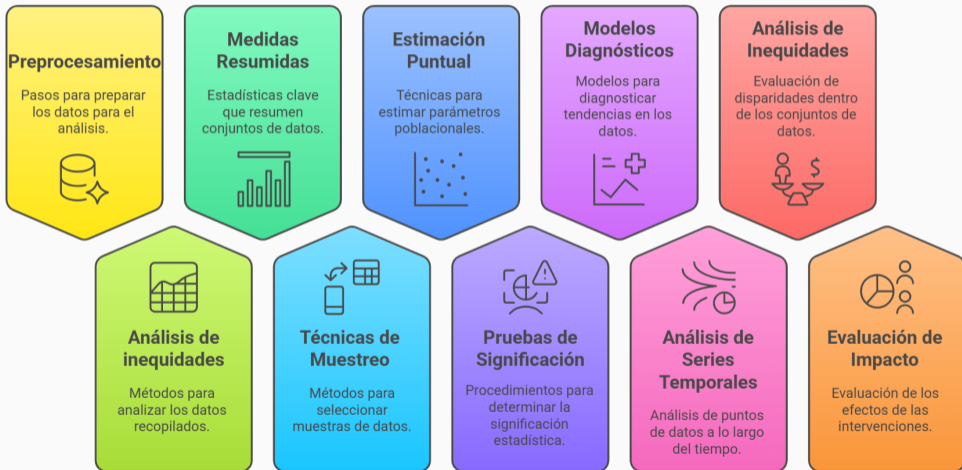 Preprocesamiento
Pasos para preparar
los datos para el
análisis.
Medidas
Resumidas
Estadísticas clave
que resumen
conjuntos de datos.
Estimación
Puntual
Técnicas para
estimar parámetros
poblacionales.
Modelos
Diagnósticos
Modelos para
diagnosticar
tendencias en los
datos.
Análisis de
Inequidades
Evaluación de
disparidades dentro
de los conjuntos de
datos.
$
Análisis de
inequidades
Métodos para
analizar los datos
recopilados.
Técnicas de
Muestreo
Métodos para
seleccionar
muestras de datos.
Pruebas de
Significación
Procedimientos para
determinar la
significación
estadística.
Análisis de
Series
Temporales
Análisis de puntos
de datos a lo largo
del tiempo.
Evaluación de
Impacto
Evaluación de los
efectos de las
intervenciones.